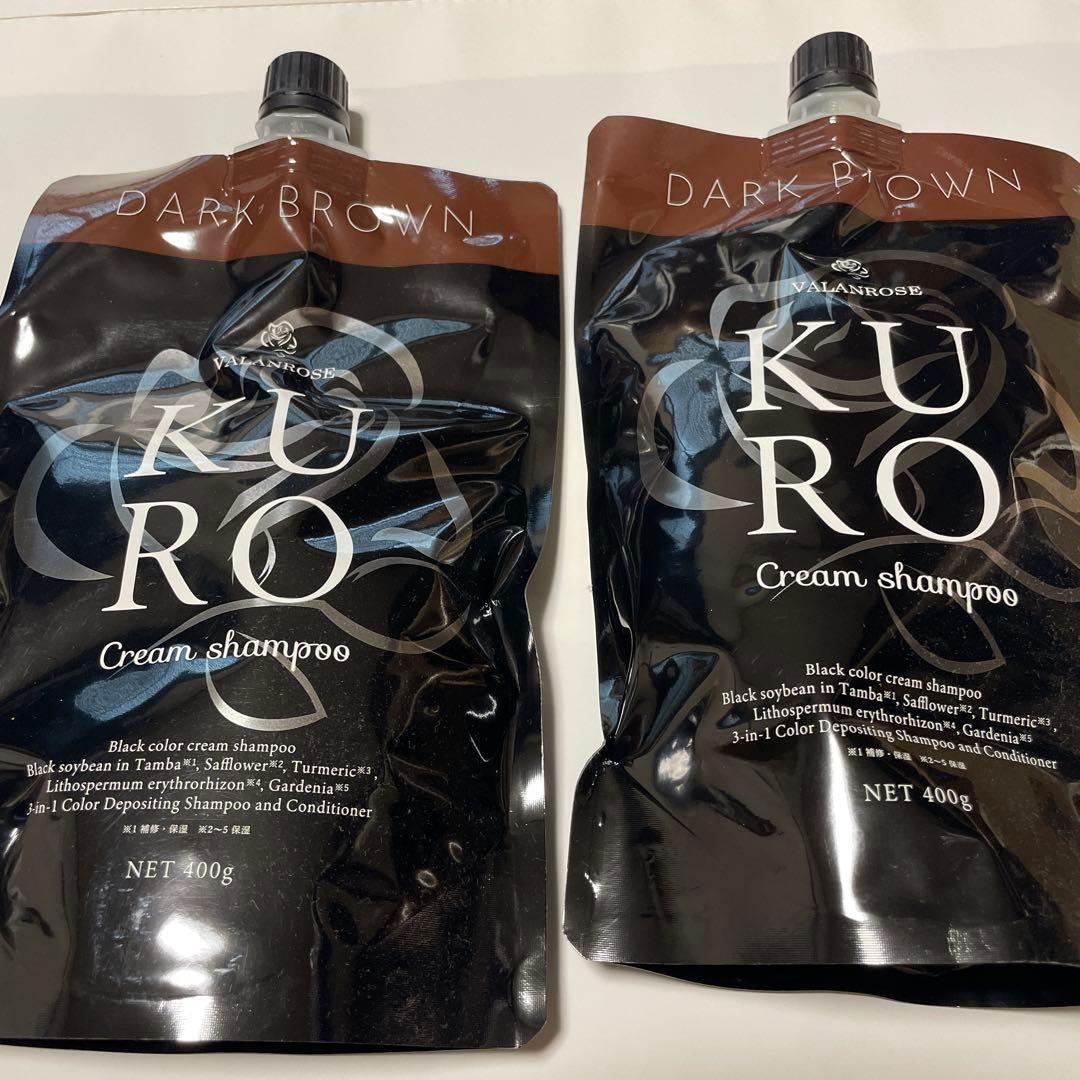 DARK BROWN
VALANROSE
KU
RO
Cream shampoo
Black color cream shampoo
Black soybean in Tamba※1, Safflower※2, Turmeric※3,
Lithospermum erythrorhizon※4, Gardenia※5
3-in-1 Color Depositing Shampoo and Conditioner
※1 補修・保湿 ※2～5 保湿
NET 400g
DARK BROWN
VALANROSE
KU
RO
Cream shampoo
Black color cream shampoo
Black soybean in Tamba※1, Safflower※2, Turmeric※3,
Lithospermum erythrorhizon※4, Gardenia※5
3-in-1 Color Depositing Shampoo and Conditioner
※1 補修・保湿 ※2～5 保湿
NET 400g